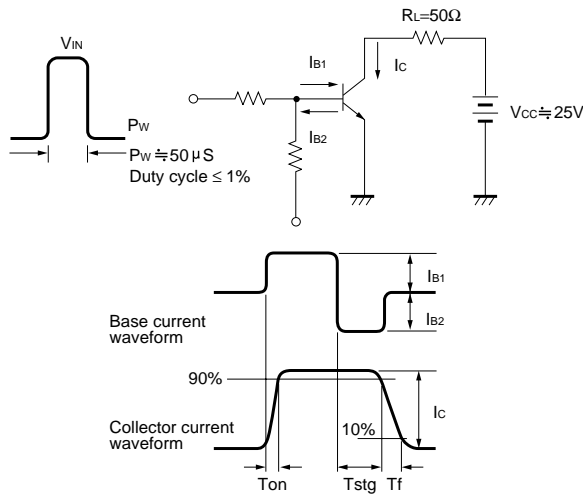 RL=50Ω
VIN
IB1
IC
VCC≒25V
PW
IB2
PW≒50μS
Duty cycle ≤ 1%
IB1
IB2
Base current
waveform
90%
IC
Collector current
waveform
10%
Ton
Tstg
Tf